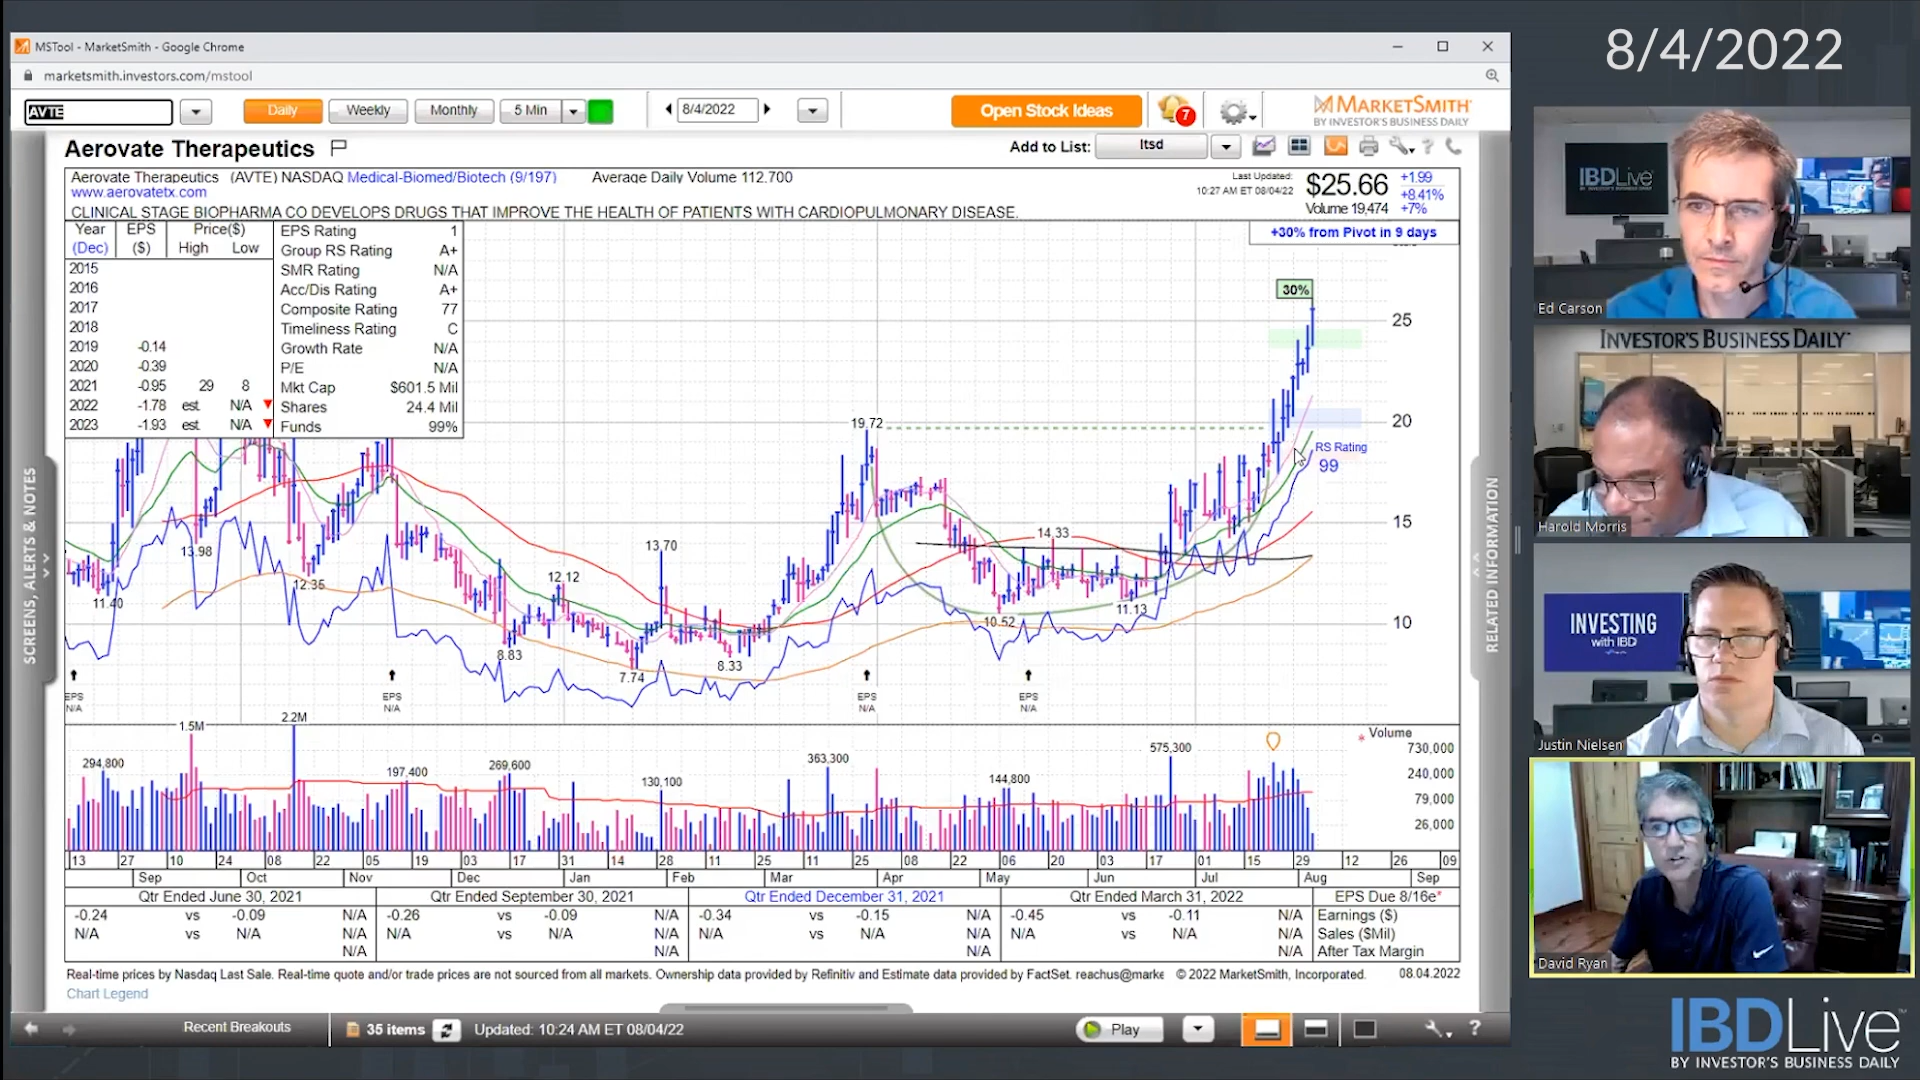 8/4/2022
MSTool - MarketSmith - Google Chrome
marketsmith.investors.com/mstool
AVTE
Daily
Weekly
Monthly
5 Min
8/4/2022
Open Stock Ideas
7
MARKETSMITH
BY INVESTOR'S BUSINESS DAILY
Aerovate Therapeutics
Add to List:
ltsd
Aerovate Therapeutics (AVTE) NASDAQ Medical-Biomed/Biotech (9/197) Average Daily Volume 112,700
www.aerovatetx.com
CLINICAL STAGE BIOPHARMA CO DEVELOPS DRUGS THAT IMPROVE THE HEALTH OF PATIENTS WITH CARDIOPULMONARY DISEASE.
Last Updated:
10:27 AM ET 08/04/22
$25.66
Volume 19,474
+1.99
+8.41%
+7%
+30% from Pivot in 9 days
Year EPS Price($)
(Dec) ($) High Low
2015
2016
2017
2018
2019 -0.14
2020 -0.39
2021 -0.95 29 8
2022 -1.78 est N/A
2023 -1.93 est N/A
EPS Rating 1
Group RS Rating A+
SMR Rating N/A
Acc/Dis Rating A+
Composite Rating 77
Timeliness Rating C
Growth Rate N/A
P/E N/A
Mkt Cap $601.5 Mil
Shares 24.4 Mil
Funds 99%
30%
25
20
15
10
19.72
RS Rating
99
13.98
12.36
11.40
13.70
12.12
14.33
11.13
10.52
8.83
8.33
7.74
EPS
N/A
EPS
N/A
EPS
N/A
EPS
N/A
1.5M
2.2M
294,800
197,400
269,600
130,100
363,300
144,800
575,300
Volume
730,000
240,000
79,000
26,000
13 27 10 24 08 22 05 19 03 17 31 14 28 11 25 11 25 08 22 06 20 03 17 01 15 29 12 26 09
Sep Oct Nov Dec Jan Feb Mar Apr May Jun Jul Aug Sep
Qtr Ended June 30, 2021
-0.24 vs -0.09 N/A
N/A vs N/A
N/A
Qtr Ended September 30, 2021
-0.26 vs -0.09 N/A
N/A vs N/A N/A
N/A
Qtr Ended December 31, 2021
-0.34 vs -0.15 N/A
N/A vs N/A N/A
N/A
Qtr Ended March 31, 2022
-0.45 vs -0.11 N/A
N/A vs N/A N/A
N/A
EPS Due 8/16e*
Earnings ($)
Sales ($Mil)
After Tax Margin
Real-time prices by Nasdaq Last Sale. Real-time quote and/or trade prices are not sourced from all markets. Ownership data provided by Refinitiv and Estimate data provided by FactSet. reachus@marke © 2022 MarketSmith, Incorporated. 08.04.2022
Chart Legend
SCREENS, ALERTS & NOTES
RELATED INFORMATION
Recent Breakouts
35 items
Updated: 10:24 AM ET 08/04/22
Play
IBDLive
Ed Carson
INVESTOR'S BUSINESS DAILY
Harold Morris
INVESTING
with IBD
Justin Nielsen
David Ryan
IBDLive
BY INVESTOR'S BUSINESS DAILY